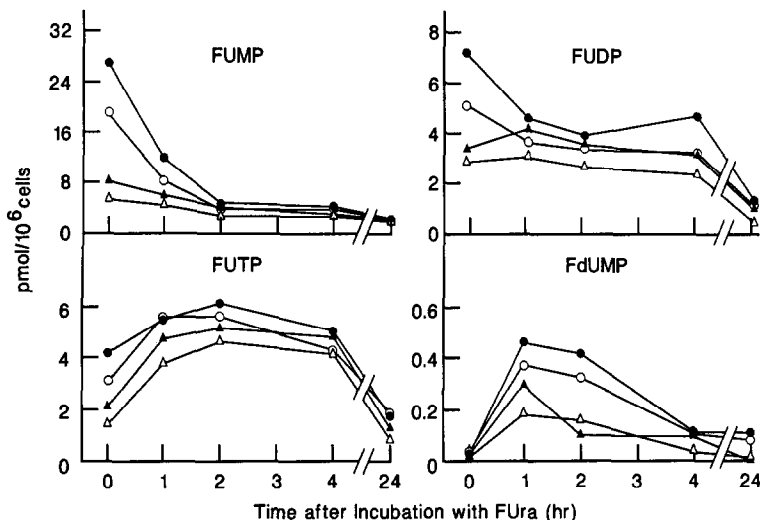 FUMP
32
24
16
8
0
FUDP
8
6
4
2
0
pmol/10⁶cells
FUTP
6
4
2
0
0 1 2 3 4 24
FdUMP
0.6
0.4
0.2
0
0 1 2 3 4 24
Time after Incubation with FUra (hr)